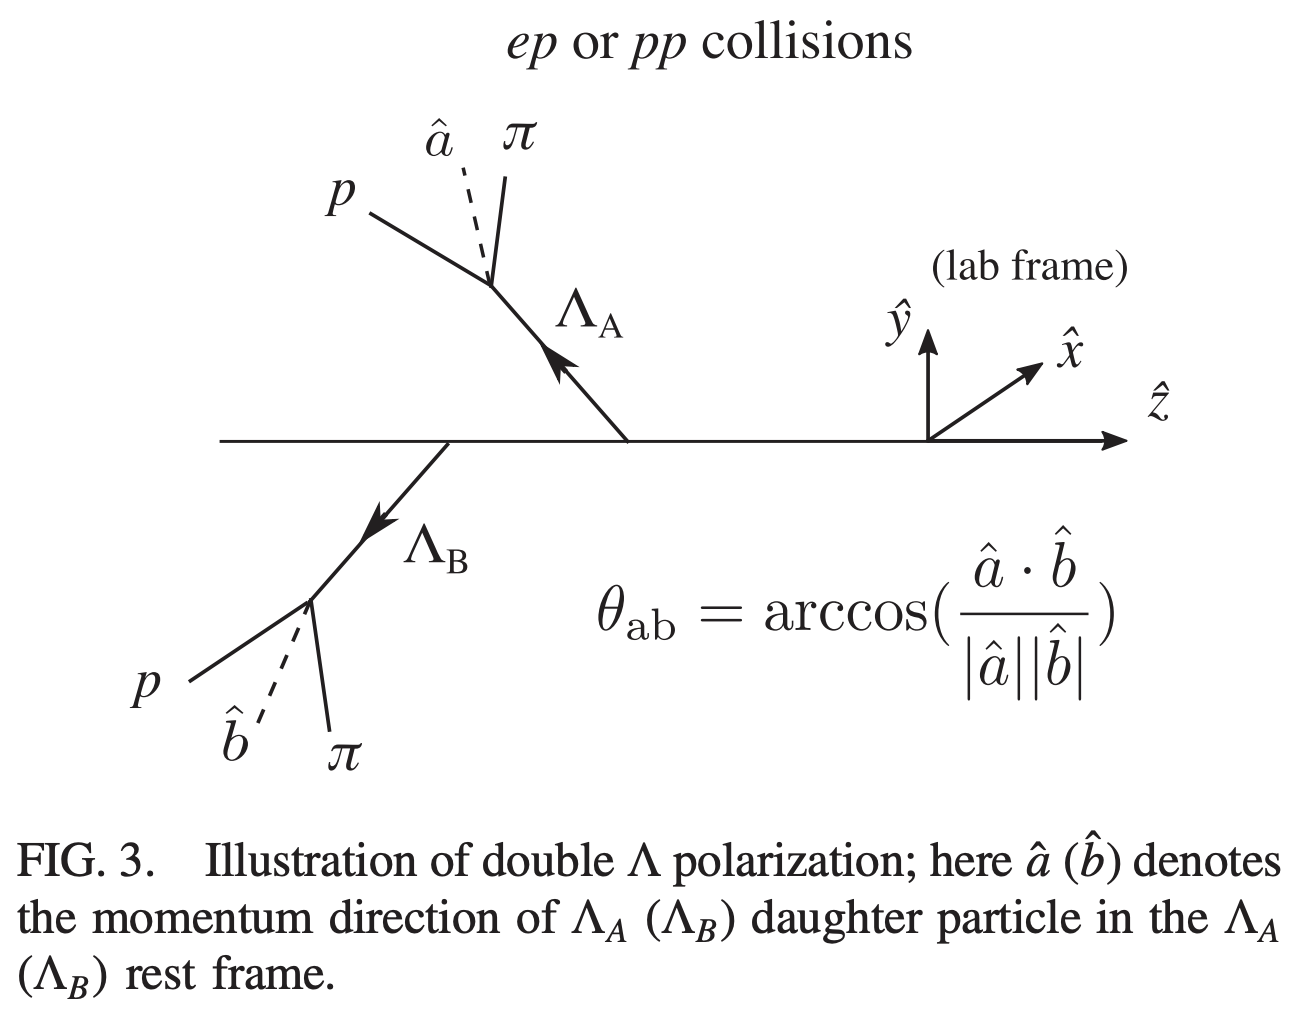 ep or pp collisions
â π
p
(lab frame)
Λ_A
ŷ x̂
ẑ
Λ_B
θ_ab = arccos(â · b̂ / |â||b̂|)
p
b̂ π
FIG. 3. Illustration of double Λ polarization; here â (b̂) denotes
the momentum direction of Λ_A (Λ_B) daughter particle in the Λ_A
(Λ_B) rest frame.